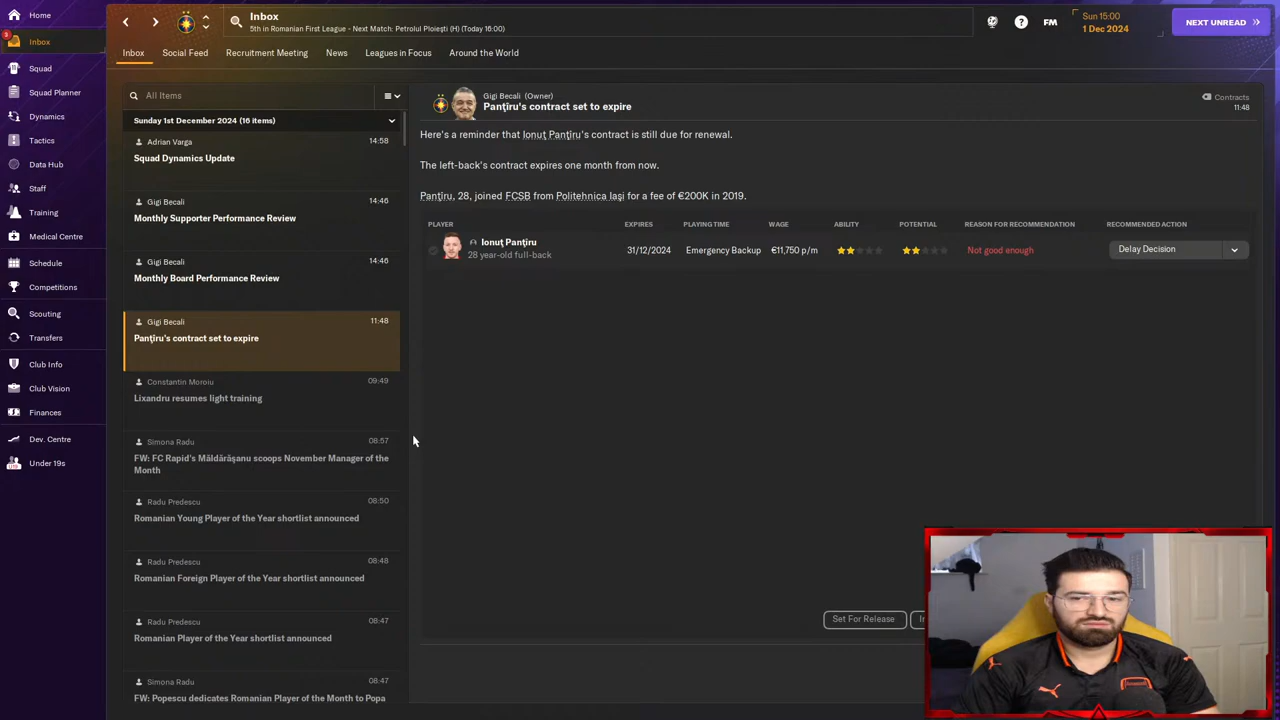 Home
Inbox
5th in Romanian First League - Next Match: Petrolul Ploiești (H) (Today 16:00)
FM
Sun 15:00
1 Dec 2024
NEXT UNREAD
3
Inbox
Squad
Squad Planner
Dynamics
Tactics
Data Hub
Staff
Training
Medical Centre
Schedule
Competitions
Scouting
Transfers
Club Info
Club Vision
Finances
Dev. Centre
Under 19s
Inbox
Social Feed
Recruitment Meeting
News
Leagues in Focus
Around the World
All Items
Sunday 1st December 2024 (16 items)
Adrian Varga 14:58
Squad Dynamics Update
Gigi Becali 14:46
Monthly Supporter Performance Review
Gigi Becali 14:46
Monthly Board Performance Review
Gigi Becali 11:48
Panțîru's contract set to expire
Constantin Moroiu 09:49
Lixandru resumes light training
Simona Radu 08:57
FW: FC Rapid's Măldărășanu scoops November Manager of the
Month
Radu Predescu 08:50
Romanian Young Player of the Year shortlist announced
Radu Predescu 08:48
Romanian Foreign Player of the Year shortlist announced
Radu Predescu 08:47
Romanian Player of the Year shortlist announced
Simona Radu 08:47
FW: Popescu dedicates Romanian Player of the Month to Popa
Gigi Becali (Owner)
Panțîru's contract set to expire
Contracts
11:48
Here's a reminder that Ionuț Panțîru's contract is still due for renewal.
The left-back's contract expires one month from now.
Panțîru, 28, joined FCSB from Politehnica Iași for a fee of €200K in 2019.
PLAYER EXPIRES PLAYING TIME WAGE ABILITY POTENTIAL REASON FOR RECOMMENDATION RECOMMENDED ACTION
Ionuț Panțîru
28 year-old full-back
31/12/2024 Emergency Backup €11,750 p/m Not good enough Delay Decision
Set For Release